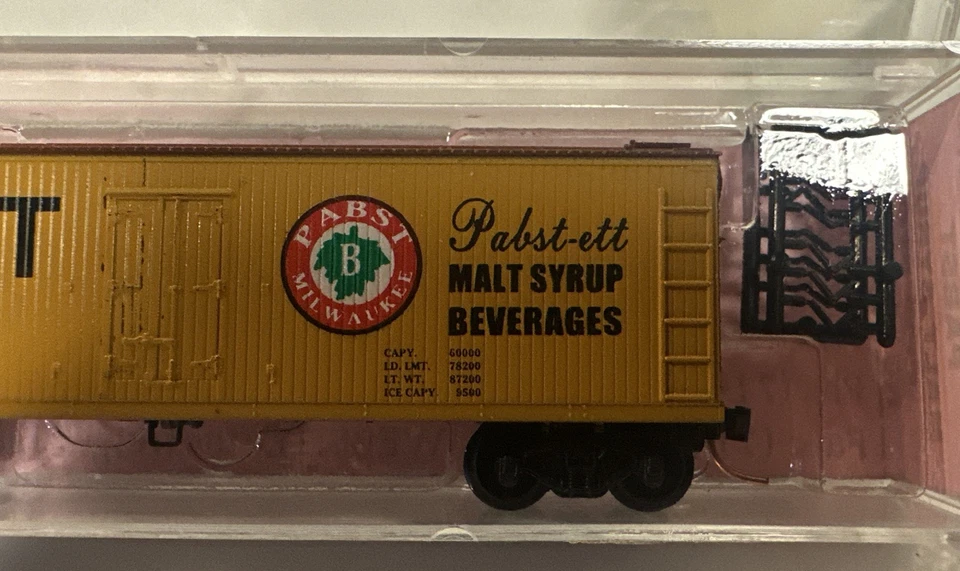 T
PABST
B
MILWAUKEE
Pabst-ett
MALT SYRUP
BEVERAGES
CAPY. 60000
LD. LMT. 78200
LT. WT. 87200
ICE CAPY. 9500